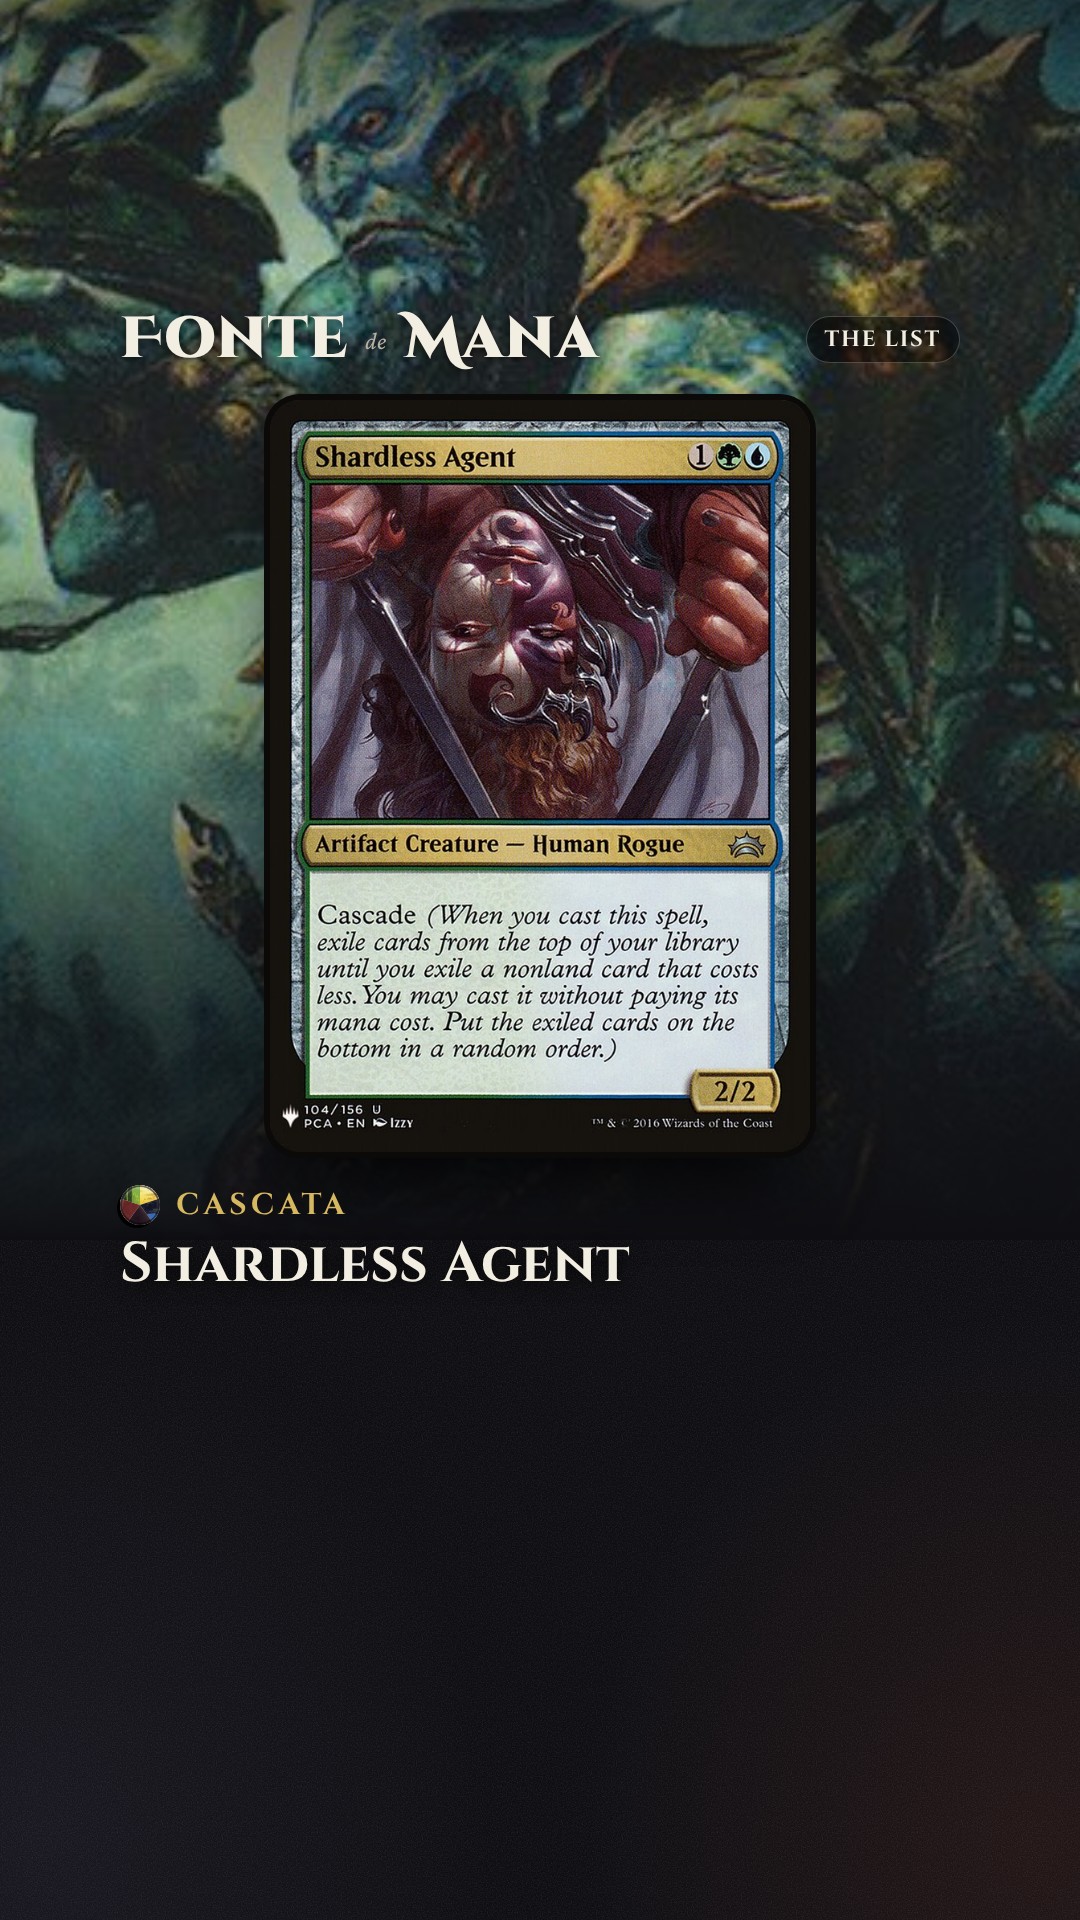 Fonte de Mana
THE LIST
Shardless Agent 1
Artifact Creature — Human Rogue
Cascade (When you cast this spell,
exile cards from the top of your library
until you exile a nonland card that costs
less. You may cast it without paying its
mana cost. Put the exiled cards on the
bottom in a random order.)
2/2
104/156 U
PCA • EN Izzy
™ & © 2016 Wizards of the Coast
CASCATA
Shardless Agent